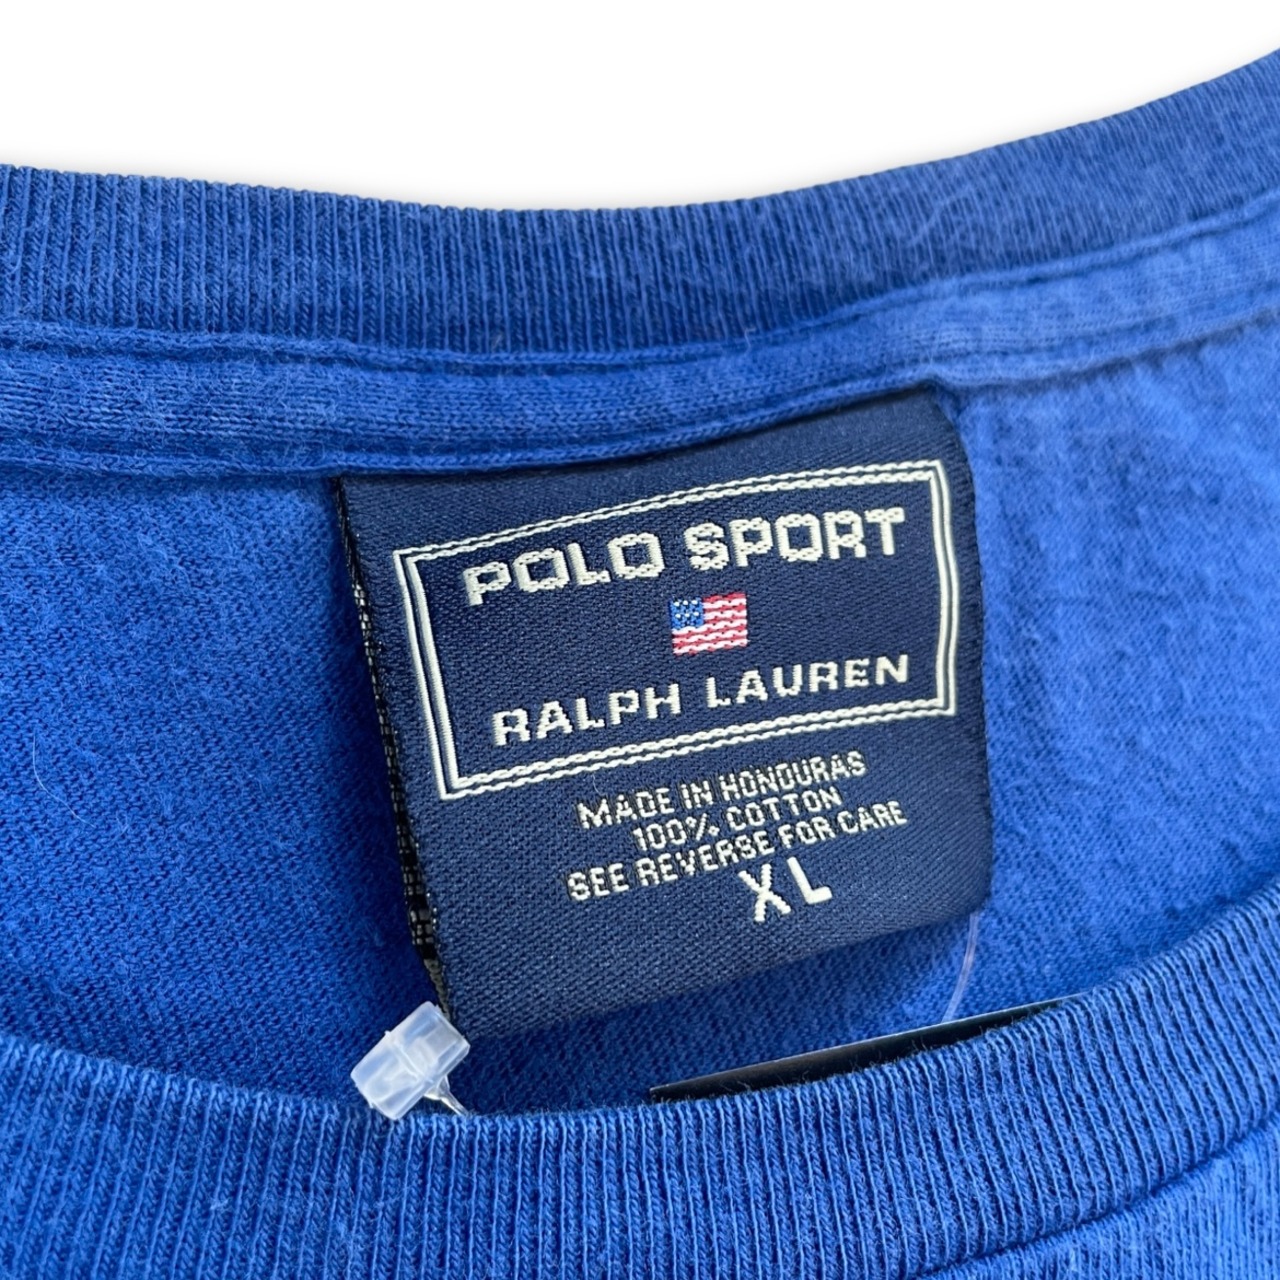 POLO SPORT
RALPH LAUREN
MADE IN HONDURAS
100% COTTON
SEE REVERSE FOR CARE
XL